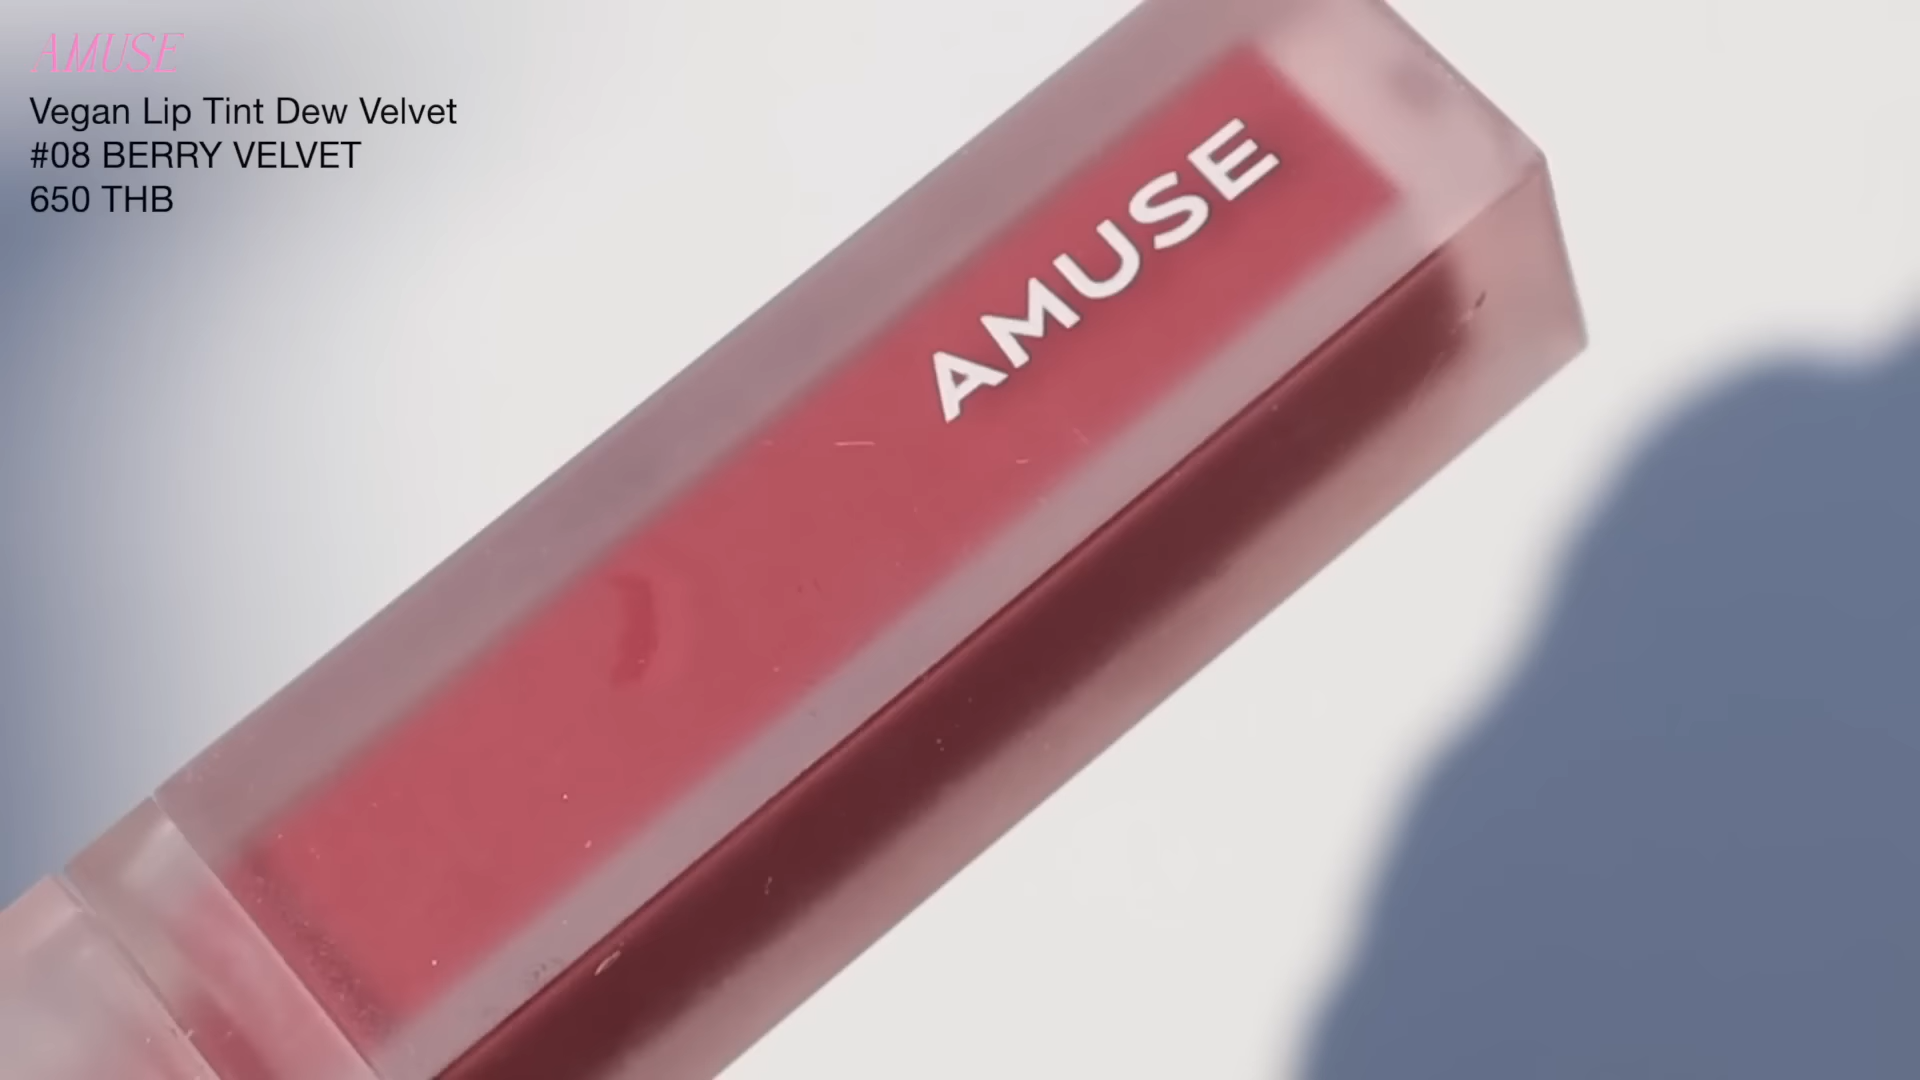 AMUSE
Vegan Lip Tint Dew Velvet
#08 BERRY VELVET
650 THB
AMUSE